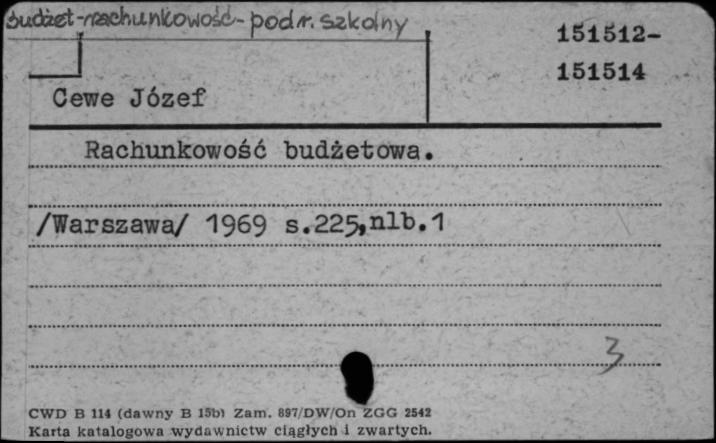 budżet-rachunkowość-podr. szkolny
151512-
151514
Cewe Józef
Rachunkowość budżetowa.
/Warszawa/ 1969 s.225,nlb.1
3
CWD B 114 (dawny B 15b) Zam. 897/DW/On ZGG 2542
Karta katalogowa wydawnictw ciągłych i zwartych.